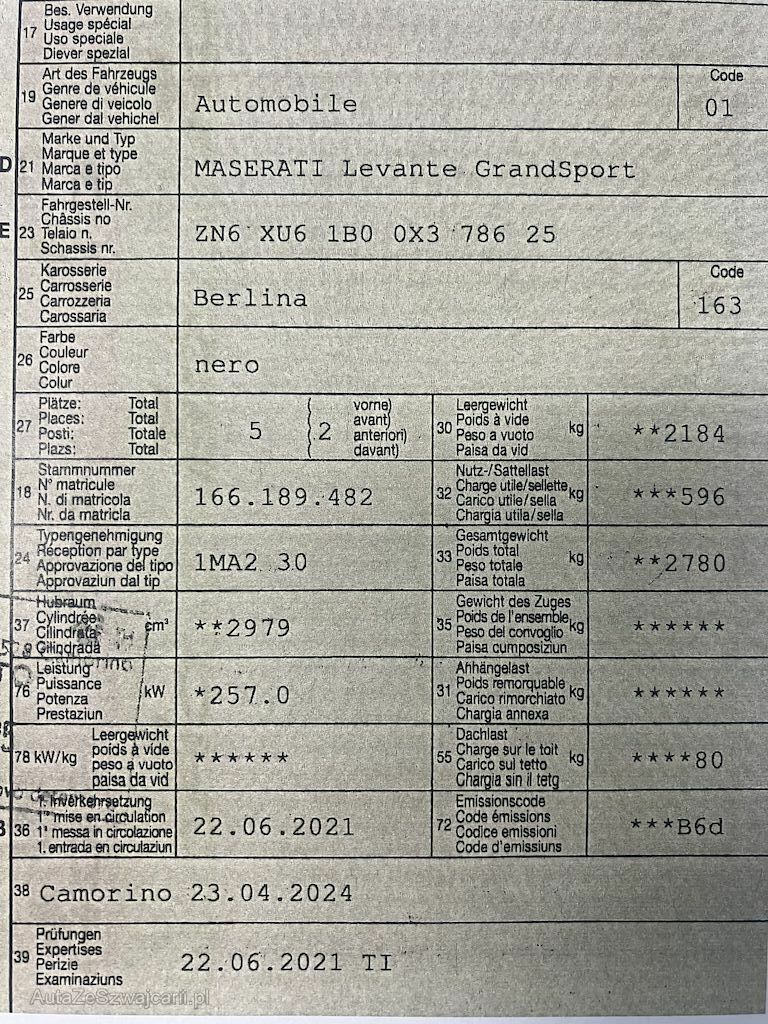 17 Bes. Verwendung
Usage spécial
Uso speciale
Diever spezial
19 Art des Fahrzeugs
Genre de véhicule
Genere di veicolo
Gener dal vehichel
Automobile
Code
01
D 21 Marke und Typ
Marque et type
Marca e tipo
Marca e tip
MASERATI Levante GrandSport
E 23 Fahrgestell-Nr.
Châssis no
Telaio n.
Schassis nr.
ZN6 XU6 1B0 0X3 786 25
25 Karosserie
Carrosserie
Carrozzeria
Carossaria
Berlina
Code
163
26 Farbe
Couleur
Colore
Colur
nero
27 Plätze: Total
Places: Total
Posti: Totale
Plazs: Total
5 ( 2 vorne)
( avant)
( anteriori)
( davant)
30 Leergewicht
Poids à vide
Peso a vuoto
Paisa da vid
kg
**2184
18 Stammnummer
N° matricule
N. di matricola
Nr. da matricla
166.189.482
32 Nutz-/Sattellast
Charge utile/sellette
Carico utile/sella
Chargia utila/sella
kg
***596
24 Typengenehmigung
Réception par type
Approvazione del tipo
Approvaziun dal tip
1MA2 30
33 Gesamtgewicht
Poids total
Peso totale
Paisa totala
kg
**2780
37 Hubraum
Cylindrée
Cilindrata
Cilindrada
cm³
**2979
35 Gewicht des Zuges
Poids de l'ensemble
Peso del convoglio
Paisa cumposiziun
kg
******
76 Leistung
Puissance
Potenza
Prestaziun
kW
*257.0
31 Anhängelast
Poids remorquable
Carico rimorchiato
Chargia annexa
kg
******
78 kW/kg
Leergewicht
poids à vide
peso a vuoto
paisa da vid
******
55 Dachlast
Charge sur le toit
Carico sul tetto
Chargia sin il tetg
kg
****80
36 1. Inverkehrsetzung
1re mise en circulation
1a messa in circolazione
1. entrada en circulaziun
22.06.2021
72 Emissionscode
Code émissions
Codice emissioni
Code d'emissiuns
***B6d
38 Camorino 23.04.2024
39 Prüfungen
Expertises
Perizie
Examinaziuns
22.06.2021 TI
AutaZeSzwajcarii.pl